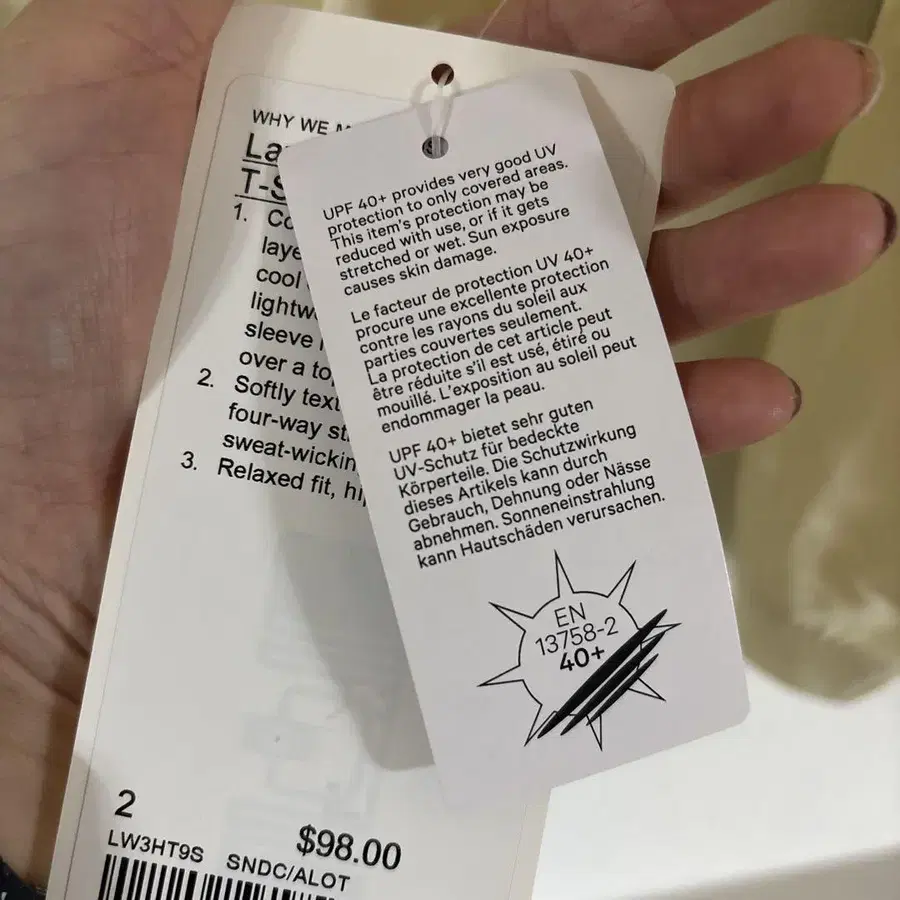 WHY WE
T-S
1.
laye
cool
lightw
sleeve
over a to
2. Softly text
four-way st
sweat-wickin
3. Relaxed fit, hi
2
$98.00
LW3HT9S SNDC/ALOT
UPF 40+ provides very good UV
protection to only covered areas.
This item's protection may be
reduced with use, or if it gets
stretched or wet. Sun exposure
causes skin damage.
Le facteur de protection UV 40+
procure une excellente protection
contre les rayons du soleil aux
parties couvertes seulement.
La protection de cet article peut
être réduite s'il est usé, étiré ou
mouillé. L'exposition au soleil peut
endommager la peau.
UPF 40+ bietet sehr guten
UV-Schutz für bedeckte
Körperteile. Die Schutzwirkung
dieses Artikels kann durch
Gebrauch, Dehnung oder Nässe
abnehmen. Sonneneinstrahlung
kann Hautschäden verursachen.
EN
13758-2
40+